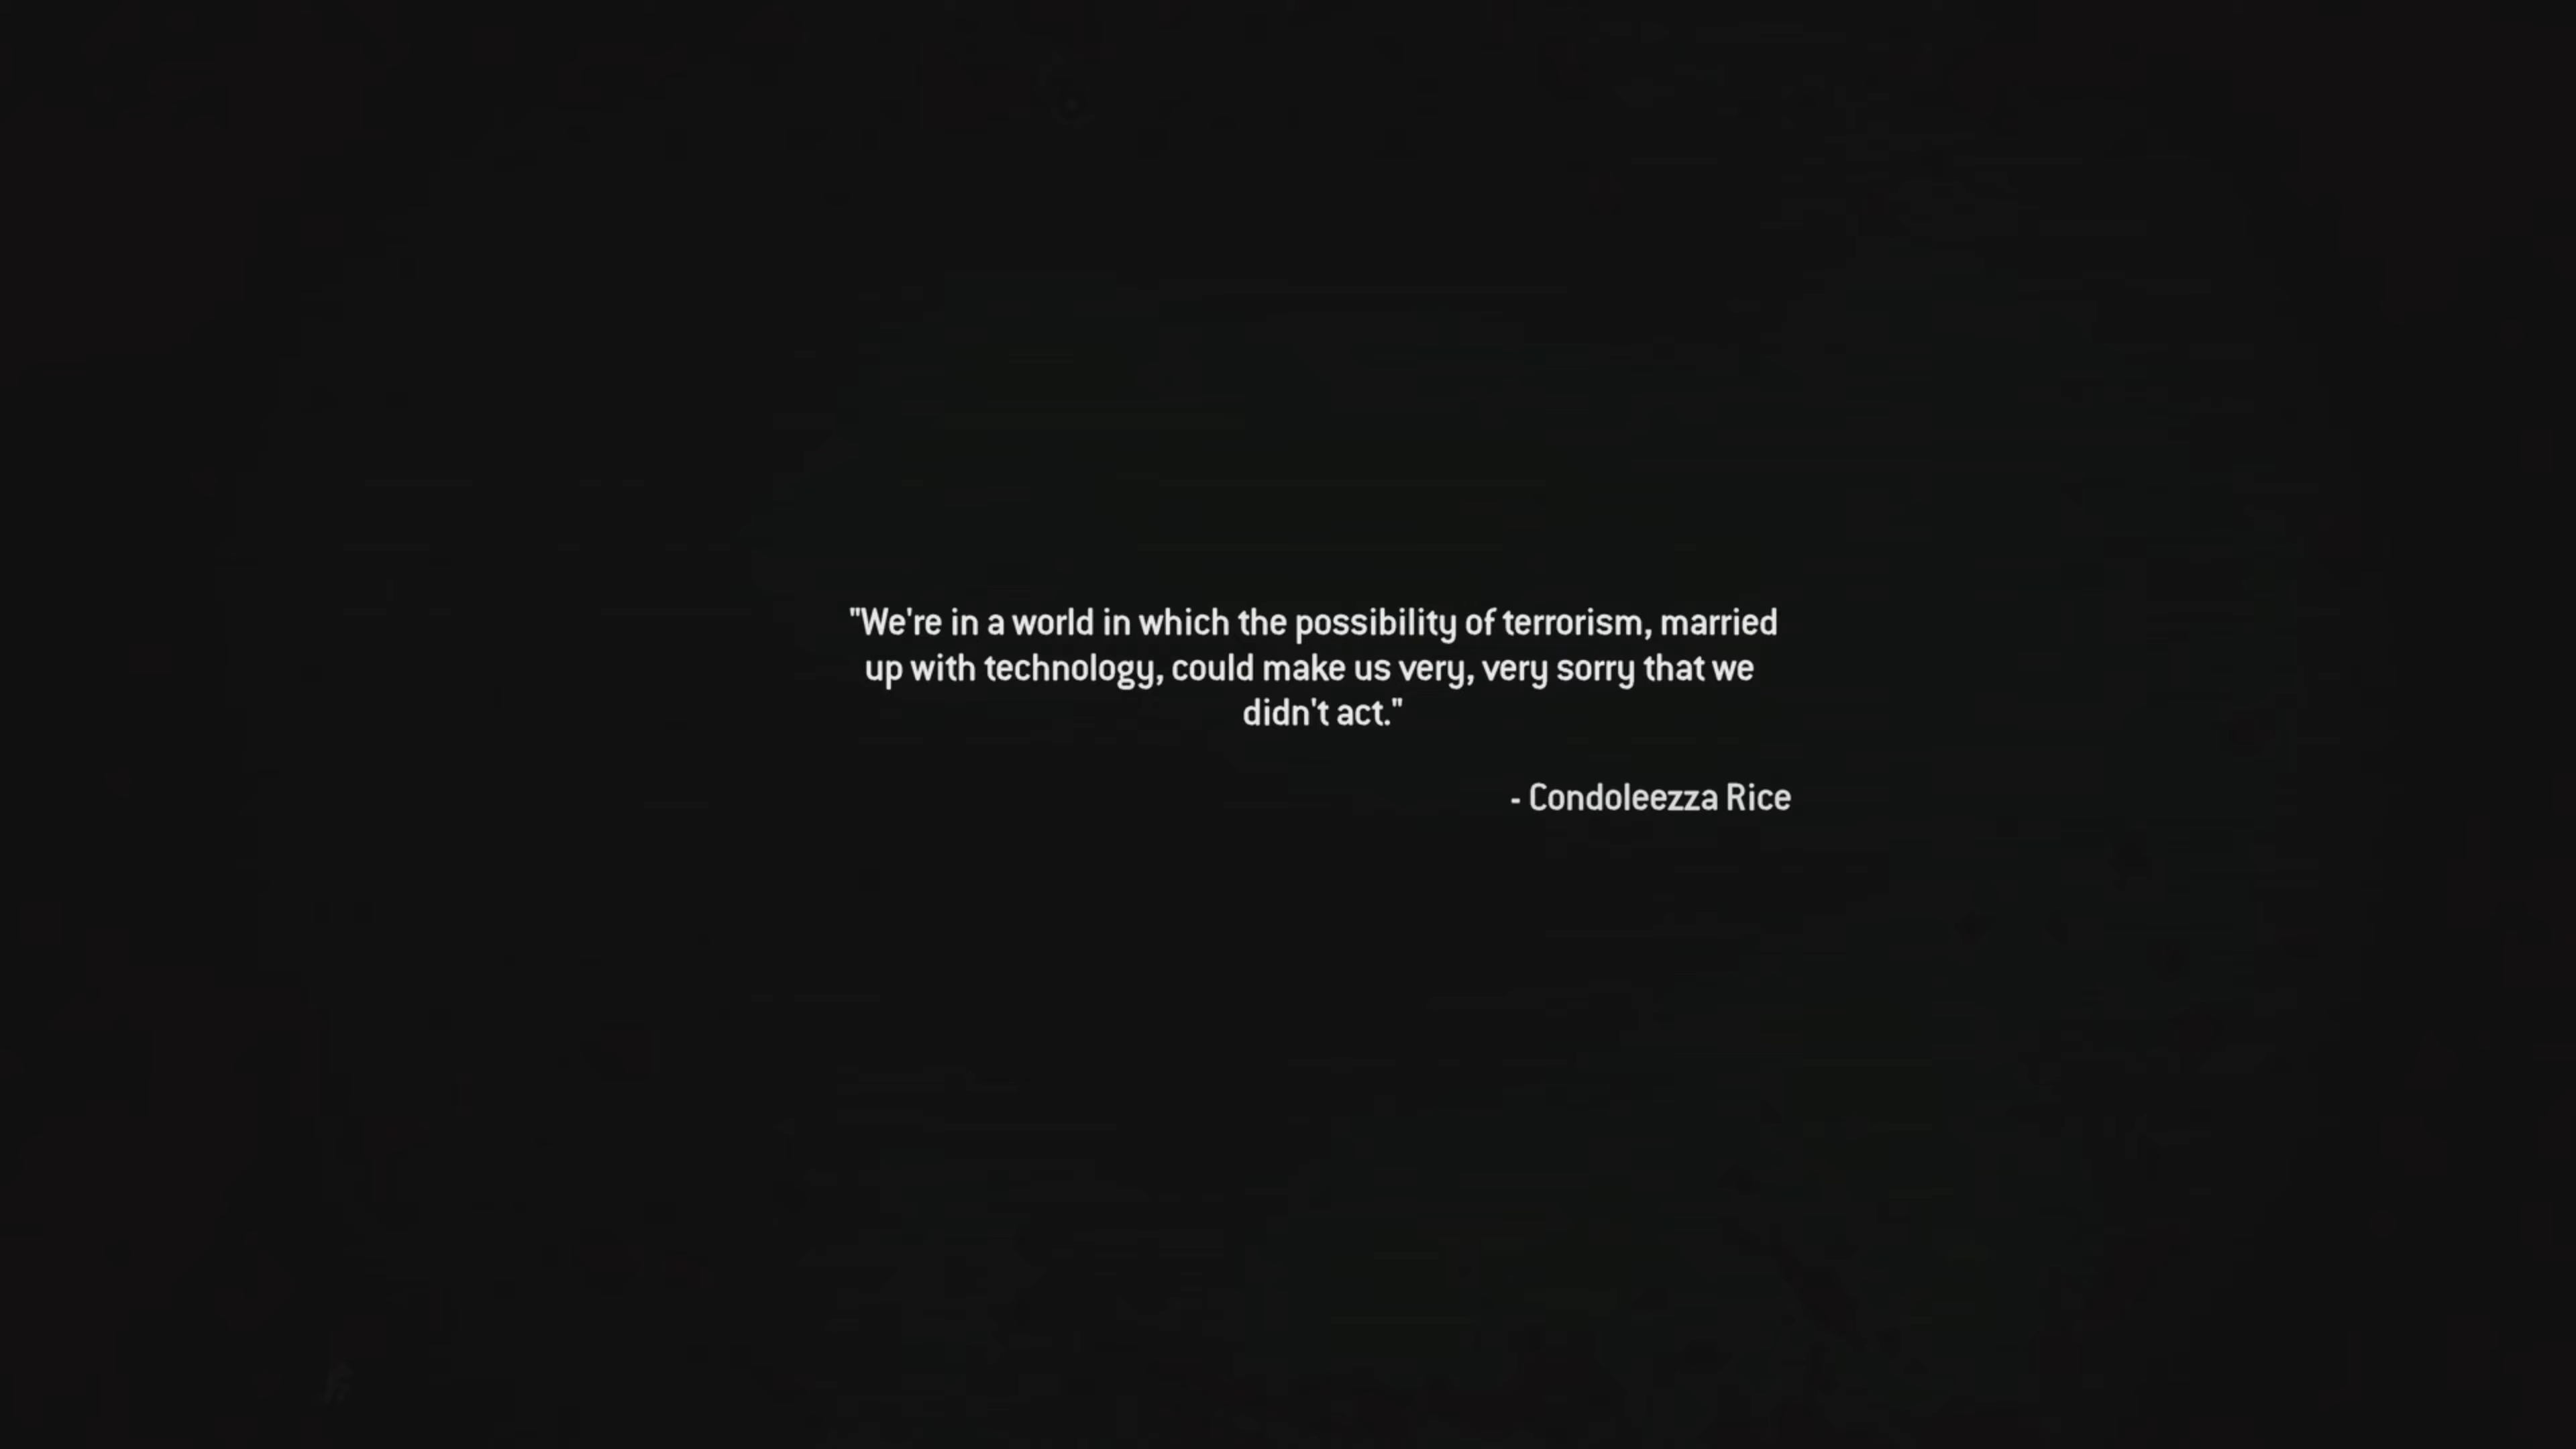 "We're in a world in which the possibility of terrorism, married
up with technology, could make us very, very sorry that we
didn't act."
- Condoleezza Rice